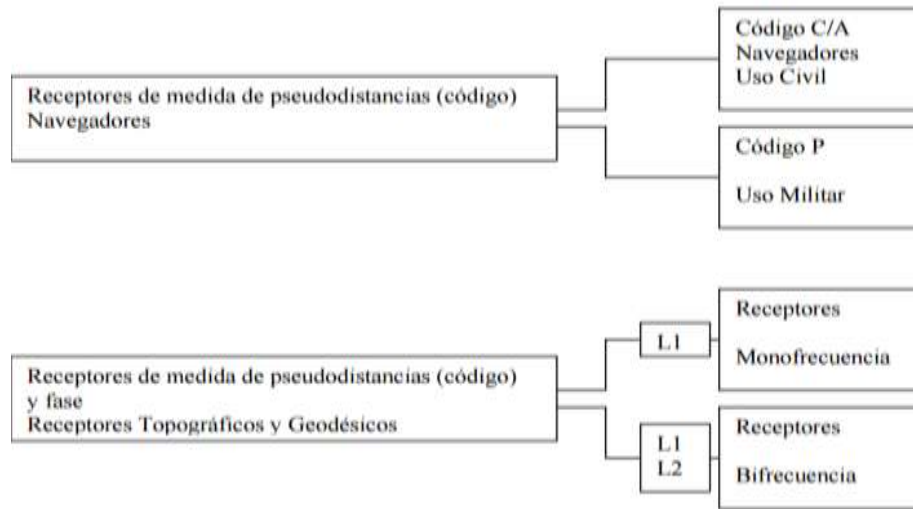 Receptores de medida de pseudodistancias (código)
Navegadores
Código C/A
Navegadores
Uso Civil
Código P
Uso Militar
Receptores de medida de pseudodistancias (código)
y fase
Receptores Topográficos y Geodésicos
L1
Receptores
Monofrecuencia
L1
L2
Receptores
Bifrecuencia